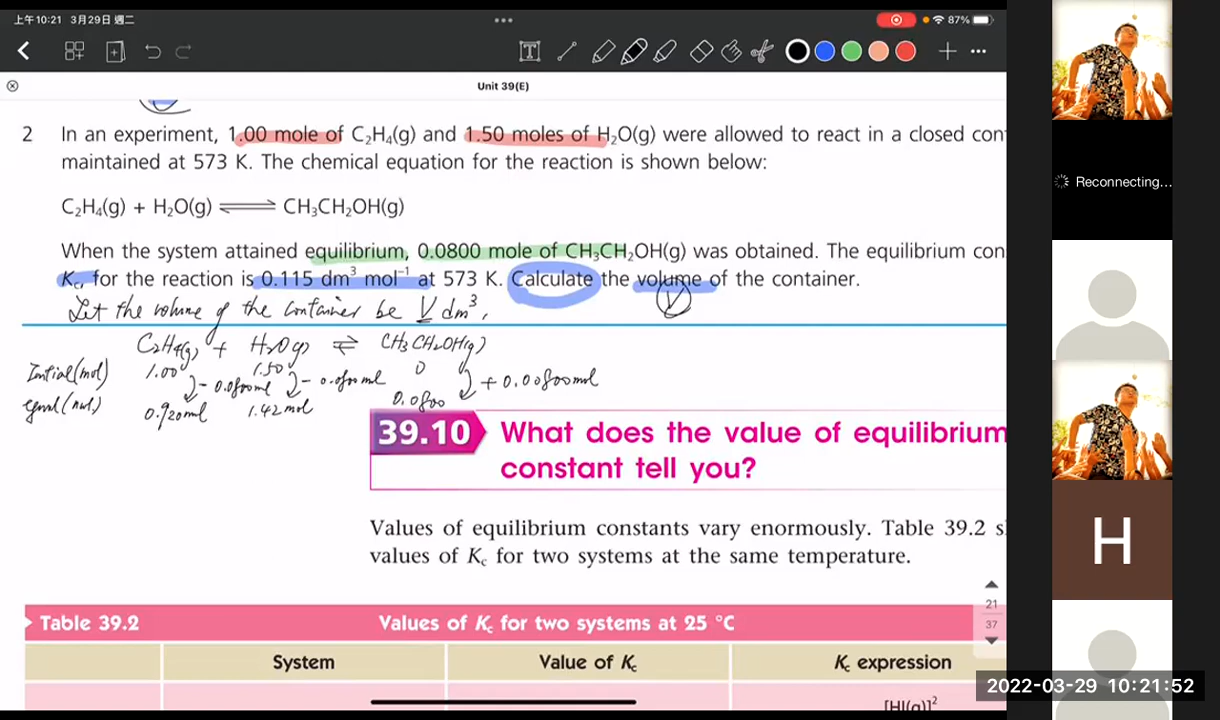 上午10:21 3月29日 週二
87%
Unit 39(E)
2 In an experiment, 1.00 mole of C₂H₄(g) and 1.50 moles of H₂O(g) were allowed to react in a closed con
maintained at 573 K. The chemical equation for the reaction is shown below:
C₂H₄(g) + H₂O(g) ⇌ CH₃CH₂OH(g)
When the system attained equilibrium, 0.0800 mole of CH₃CH₂OH(g) was obtained. The equilibrium con
K꜀, for the reaction is 0.115 dm³ mol⁻¹ at 573 K. Calculate the volume of the container.
V
Let the volume of the container be V dm³,
C₂H₄(g) + H₂O(g) ⇌ CH₃CH₂OH(g)
Initial (mol) 1.00 1.50 0
- 0.0800mol - 0.0800mol + 0.00800mol
eqm (mol) 0.920mol 1.42mol 0.0800
39.10 What does the value of equilibrium
constant tell you?
Values of equilibrium constants vary enormously. Table 39.2 s
values of K꜀ for two systems at the same temperature.
21
37
Table 39.2 Values of K꜀ for two systems at 25 °C
System Value of K꜀ K꜀ expression
[HI(g)]²
Reconnecting...
H
2022-03-29 10:21:52